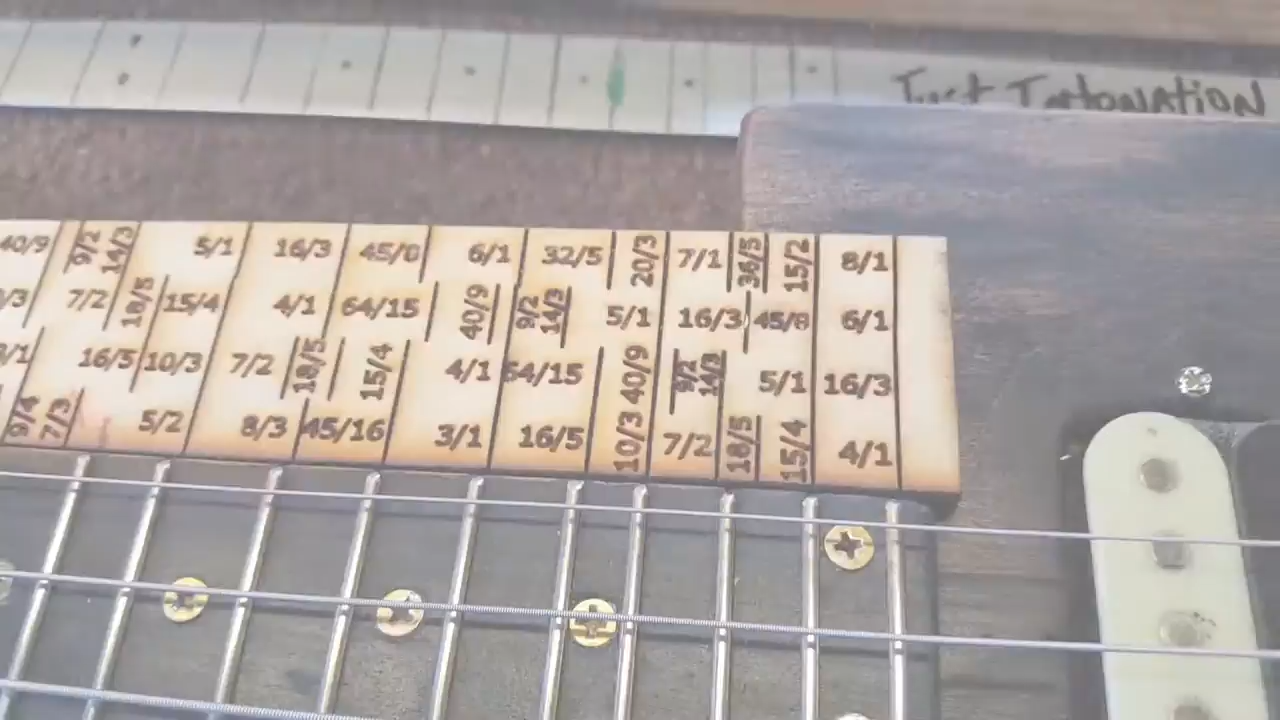 Just Intonation
40/9 9/2 14/3 5/1 16/3 45/8 6/1 32/5 20/3 7/1 36/5 15/2 8/1
7/2 18/5 15/4 4/1 64/15 40/9 9/2 14/3 5/1 16/3 45/8 6/1
16/5 10/3 7/2 18/5 15/4 4/1 64/15 40/9 9/2 14/3 5/1 16/3
9/4 7/3 5/2 8/3 45/16 3/1 16/5 10/3 7/2 18/5 15/4 4/1